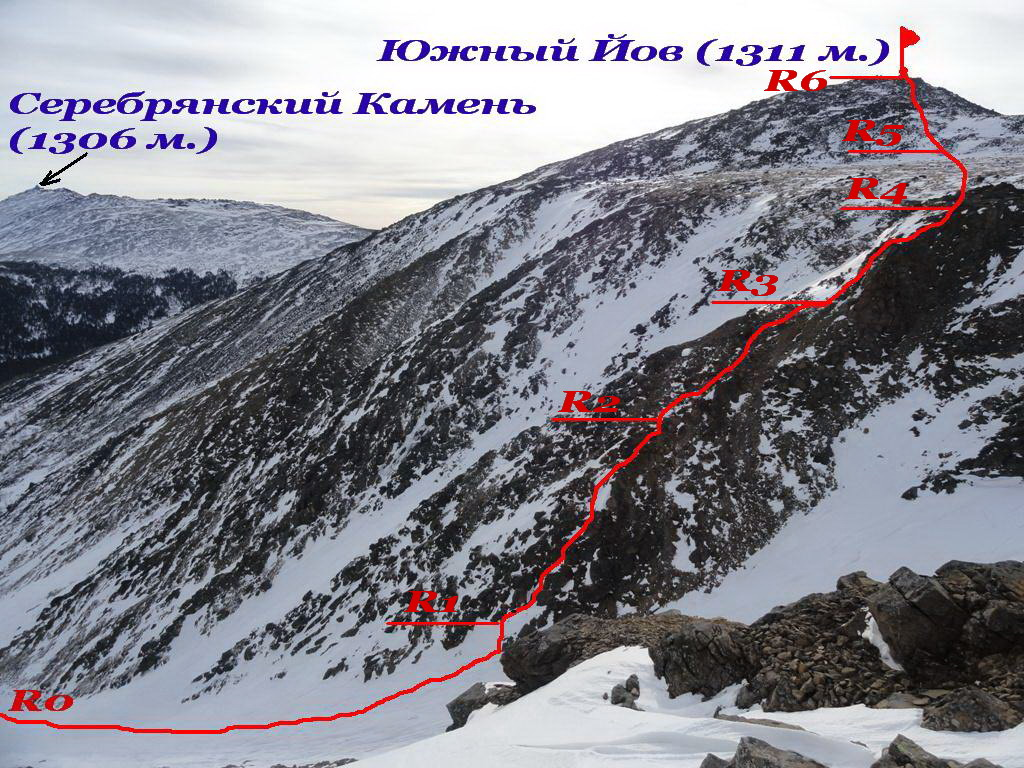 Южный Йов (1311 м.)
R6
Серебрянский Камень
(1306 м.)
R5
R4
R3
R2
R1
R0